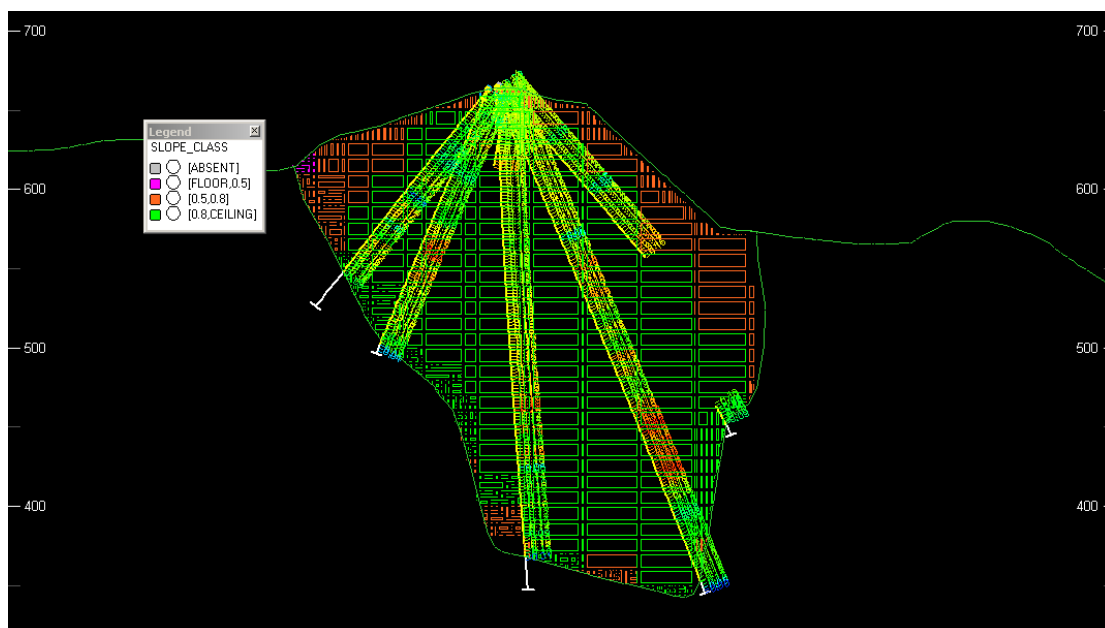 700 700
Legend
SLOPE_CLASS
[ABSENT]
[FLOOR,0.5]
[0.5,0.8]
[0.8,CEILING]
600 600
500 500
400 400